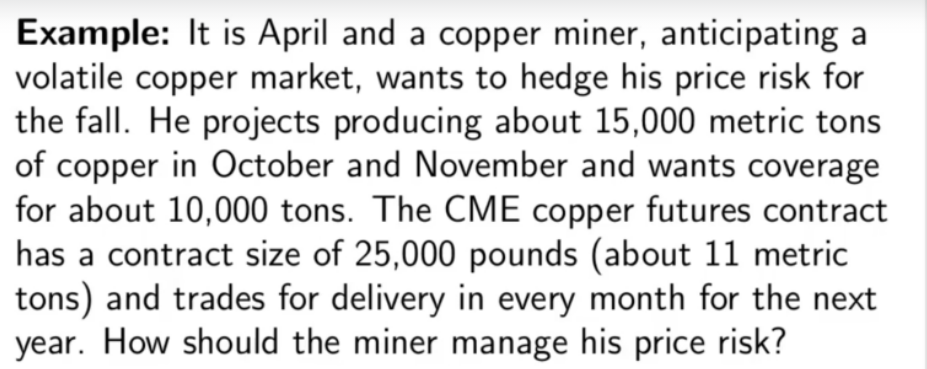 Example: It is April and a copper miner, anticipating a
volatile copper market, wants to hedge his price risk for
the fall. He projects producing about 15,000 metric tons
of copper in October and November and wants coverage
for about 10,000 tons. The CME copper futures contract
has a contract size of 25,000 pounds (about 11 metric
tons) and trades for delivery in every month for the next
year. How should the miner manage his price risk?